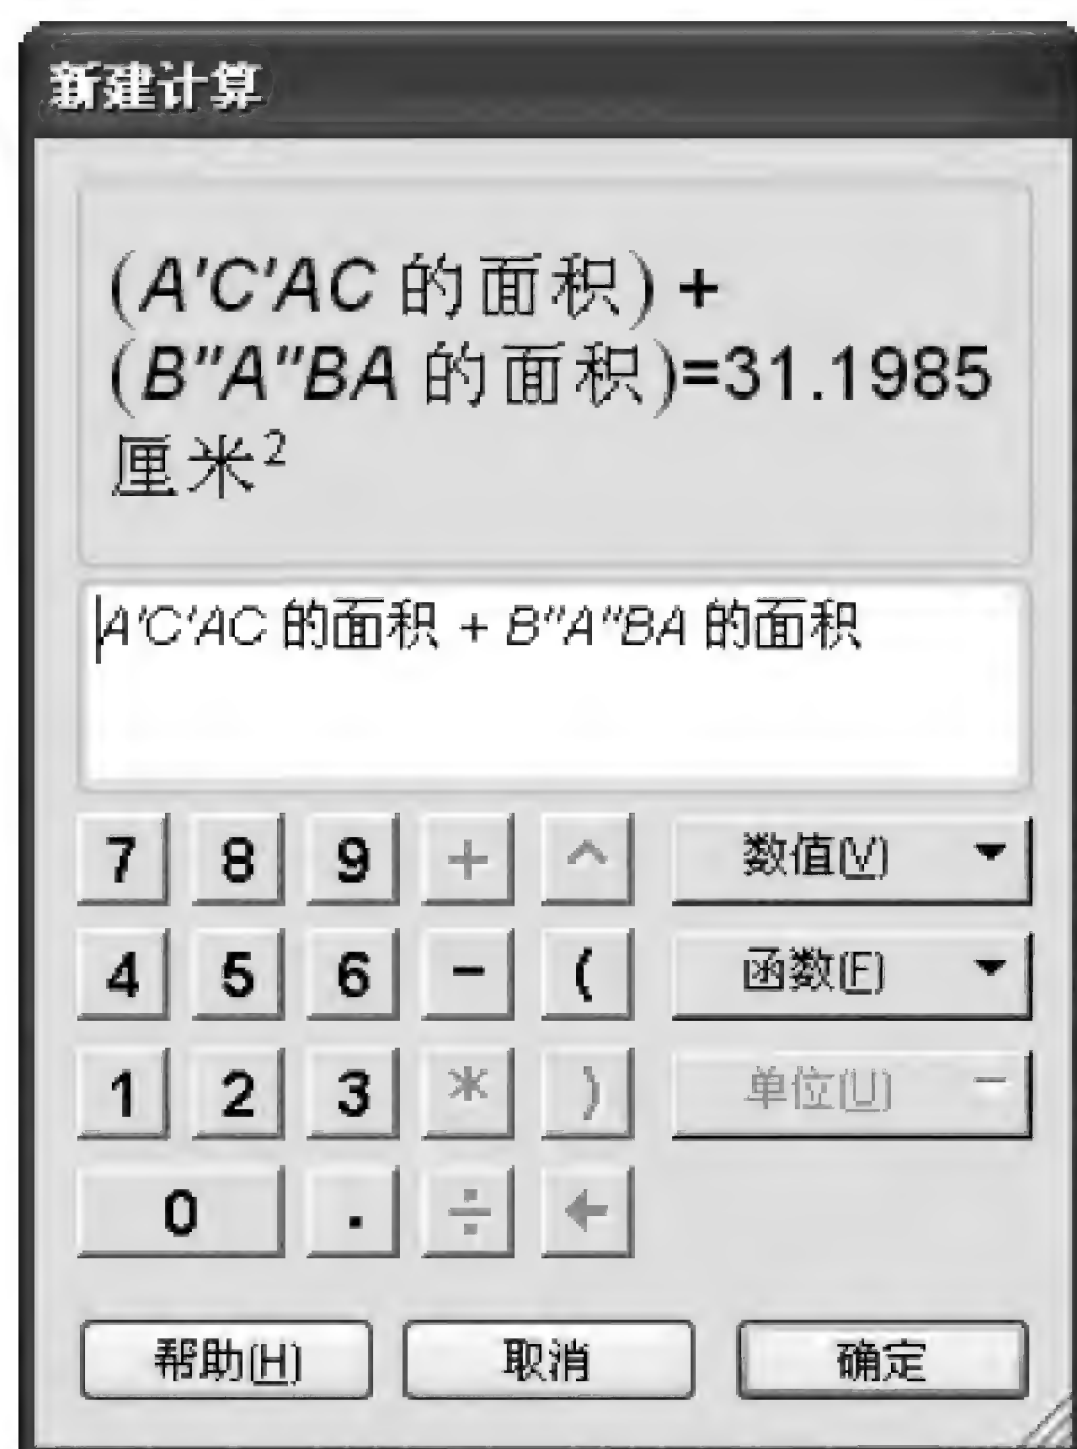 新建计算
(A'C'AC 的面积) +
(B"A"BA 的面积)=31.1985
厘米²
A'C'AC 的面积 + B"A"BA 的面积
7 8 9 + ^ 数值(V)
4 5 6 - ( 函数(F)
1 2 3 * ) 单位(U)
0 . ÷ ←
帮助(H) 取消 确定